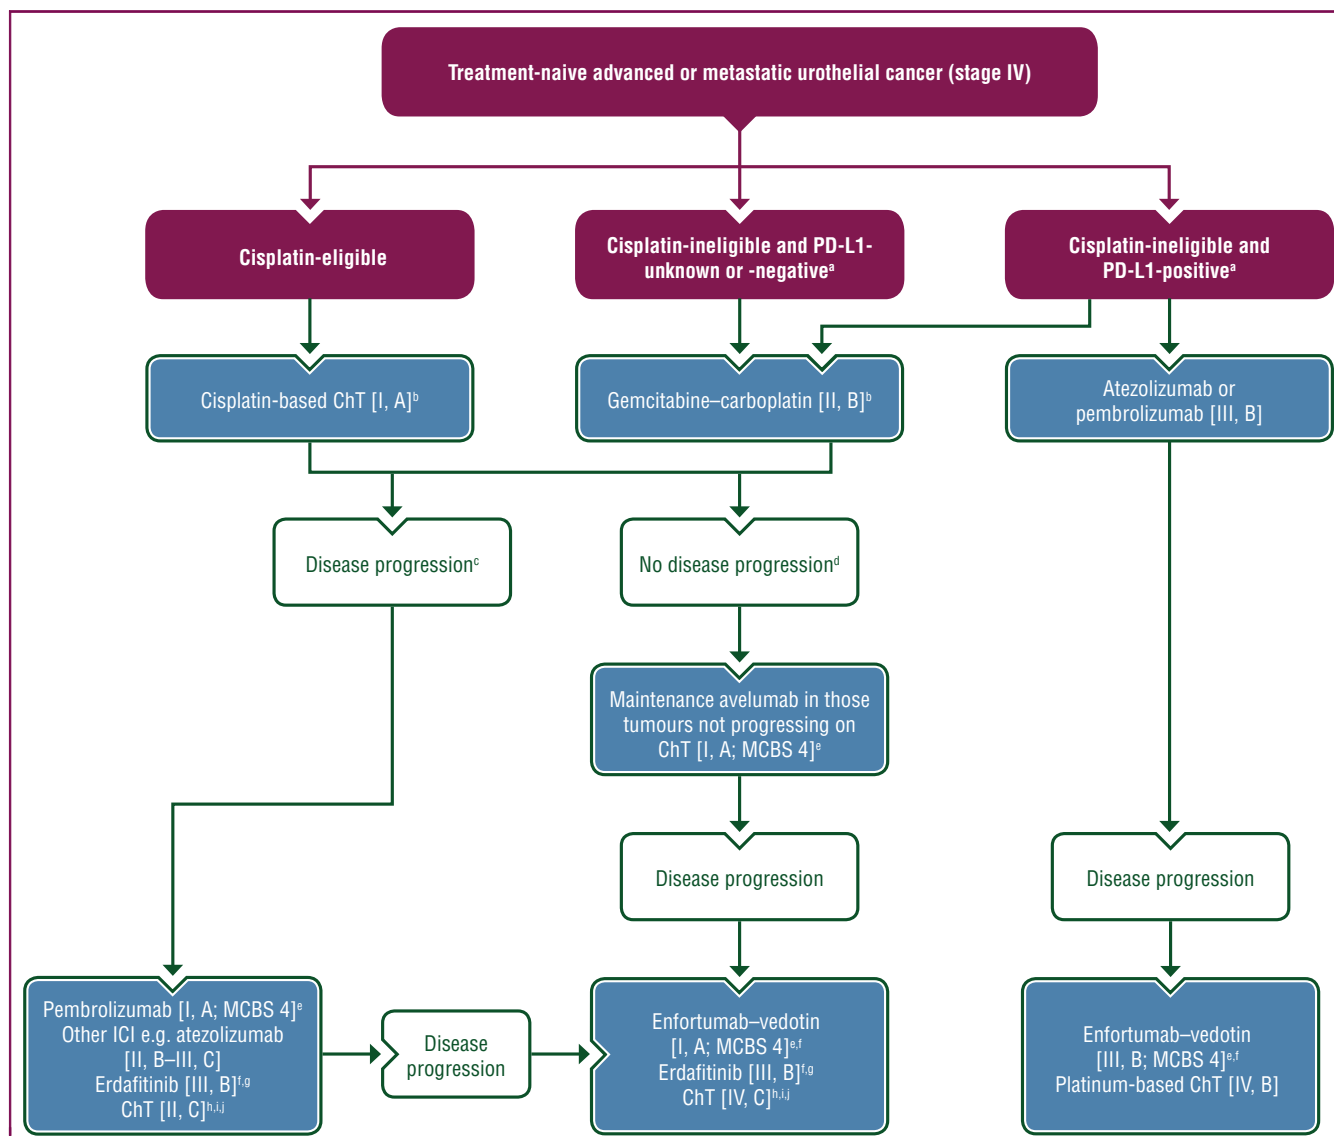 Treatment-naive advanced or metastatic urothelial cancer (stage IV)
Cisplatin-eligible
Cisplatin-ineligible and PD-L1-
unknown or -negativeᵃ
Cisplatin-ineligible and
PD-L1-positiveᵃ
Cisplatin-based ChT [I, A]ᵇ
Gemcitabine–carboplatin [II, B]ᵇ
Atezolizumab or
pembrolizumab [III, B]
Disease progressionᶜ
No disease progressionᵈ
Maintenance avelumab in those
tumours not progressing on
ChT [I, A; MCBS 4]ᵉ
Disease progression
Disease progression
Pembrolizumab [I, A; MCBS 4]ᵉ
Other ICI e.g. atezolizumab
[II, B–III, C]
Erdafitinib [III, B]ᶠ,ᵍ
ChT [II, C]ʰ,ⁱ,ʲ
Disease
progression
Enfortumab–vedotin
[I, A; MCBS 4]ᵉ,ᶠ
Erdafitinib [III, B]ᶠ,ᵍ
ChT [IV, C]ʰ,ⁱ,ʲ
Enfortumab–vedotin
[III, B; MCBS 4]ᵉ,ᶠ
Platinum-based ChT [IV, B]